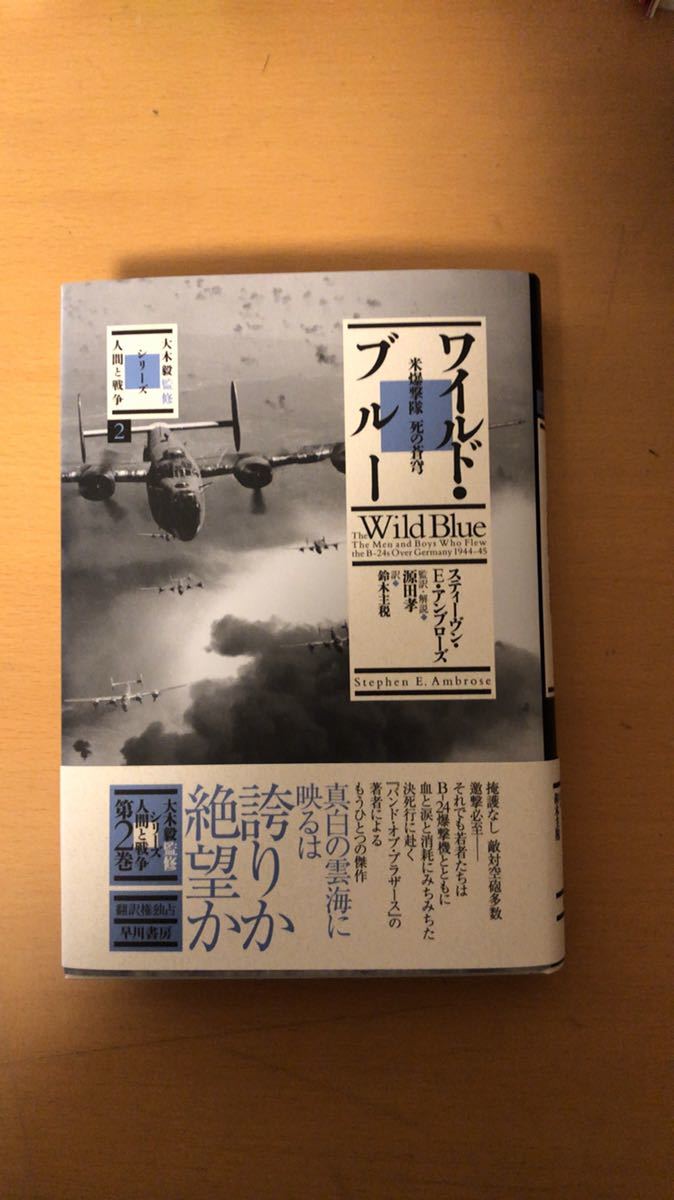 ワイルド・
ブルー
米爆撃隊 死の蒼穹
The Wild Blue
The Men and Boys Who Flew
the B-24s Over Germany 1944-45
スティーヴン・
E・アンブローズ
監訳・解説◆
源田孝
訳◆
鈴木主税
Stephen E. Ambrose
大木毅監修
シリーズ
人間と戦争
2
掩護なし 敵対空砲多数
邀撃必至――
それでも若者たちは
B-24爆撃機とともに
血と涙と消耗にみちみちた
決死行に赴く
『バンド・オブ・ブラザース』の
著者による
もうひとつの傑作
真白の雲海に
映るは
誇りか
絶望か
大木毅監修
シリーズ
人間と戦争
第2巻
翻訳権独占
早川書房